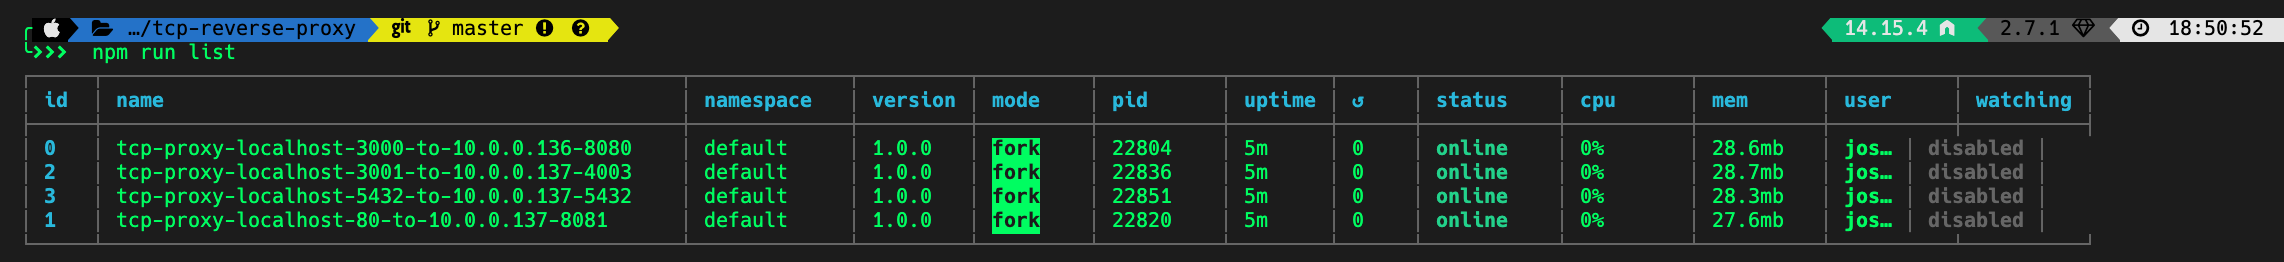 …/tcp-reverse-proxy git master 14.15.4 2.7.1 18:50:52
>>> npm run list
id name namespace version mode pid uptime ↺ status cpu mem user watching
0 tcp-proxy-localhost-3000-to-10.0.0.136-8080 default 1.0.0 fork 22804 5m 0 online 0% 28.6mb jos… disabled
2 tcp-proxy-localhost-3001-to-10.0.0.137-4003 default 1.0.0 fork 22836 5m 0 online 0% 28.7mb jos… disabled
3 tcp-proxy-localhost-5432-to-10.0.0.137-5432 default 1.0.0 fork 22851 5m 0 online 0% 28.3mb jos… disabled
1 tcp-proxy-localhost-80-to-10.0.0.137-8081 default 1.0.0 fork 22820 5m 0 online 0% 27.6mb jos… disabled